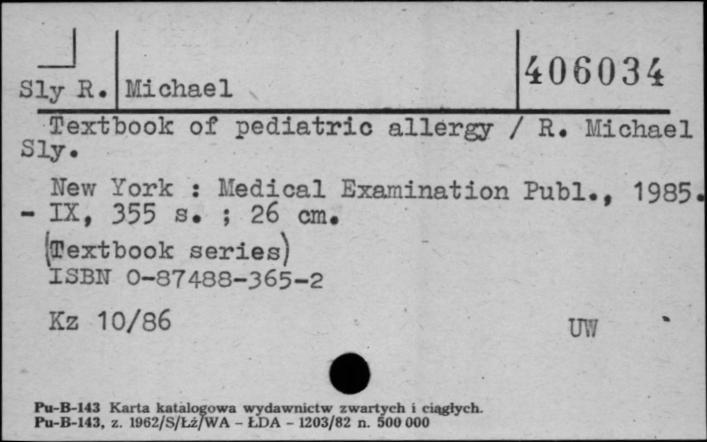 406034
Sly R. Michael
Textbook of pediatric allergy / R. Michael
Sly.
New York : Medical Examination Publ., 1985.
- IX, 355 s. ; 26 cm.
(Textbook series)
ISBN 0-87488-365-2
Kz 10/86 UW
Pu-B-143 Karta katalogowa wydawnictw zwartych i ciągłych.
Pu-B-143, z. 1962/S/Łź/WA - ŁDA - 1203/82 n. 500 000